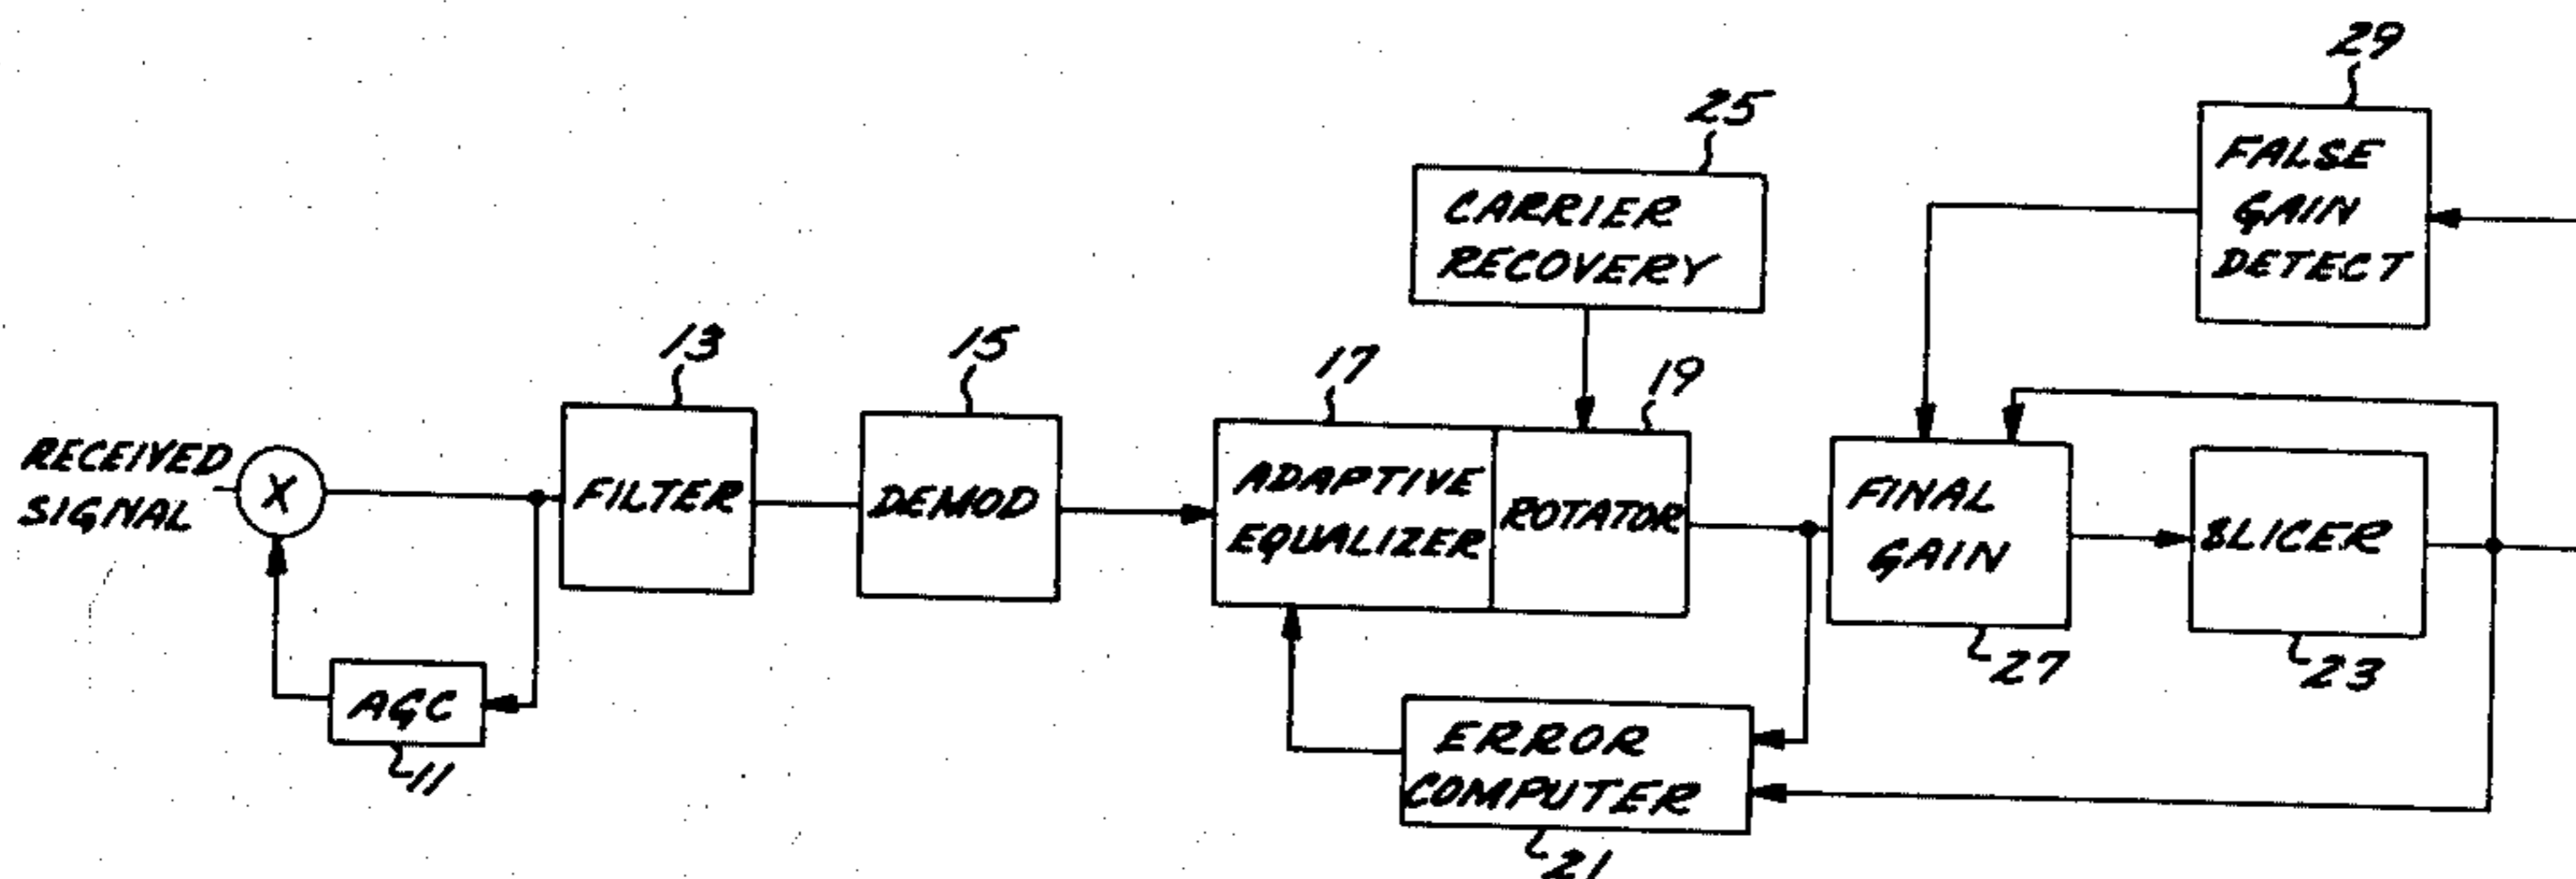 29
25
FALSE
GAIN
DETECT
CARRIER
RECOVERY
13
15
17
19
RECEIVED
SIGNAL
X
FILTER
DEMOD
ADAPTIVE
EQUALIZER
ROTATOR
FINAL
GAIN
SLICER
27
23
AGC
11
ERROR
COMPUTER
21